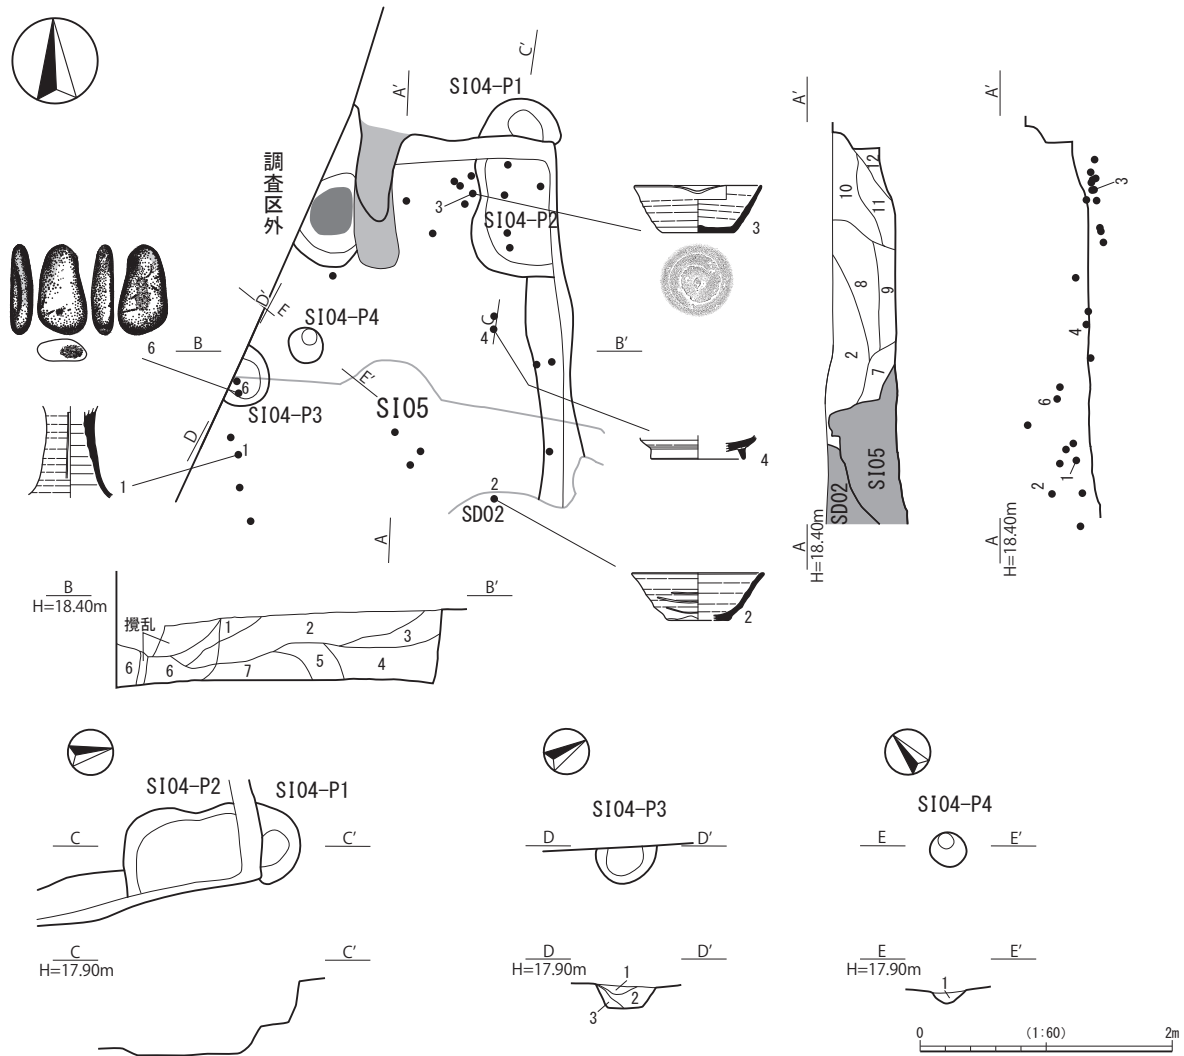 C'
A'
SI04-P1
調査区外
3
SI04-P2
3
D'
E
SI04-P4
C
4
6
B
B'
6
SI04-P3
E'
SI05
D
1
1
4
2
SD02
A
2
A'
12
10
11
8
9
2
7
SI05
SD02
A
H=18.40m
A'
3
4
6
1
2
A
H=18.40m
B
H=18.40m
B'
攪乱
1
2
3
6
6
7
5
4
SI04-P2
SI04-P1
C
C'
C
H=17.90m
C'
SI04-P3
D
D'
D
H=17.90m
D'
1
2
3
SI04-P4
E
E'
E
H=17.90m
E'
1
0
(1:60)
2m